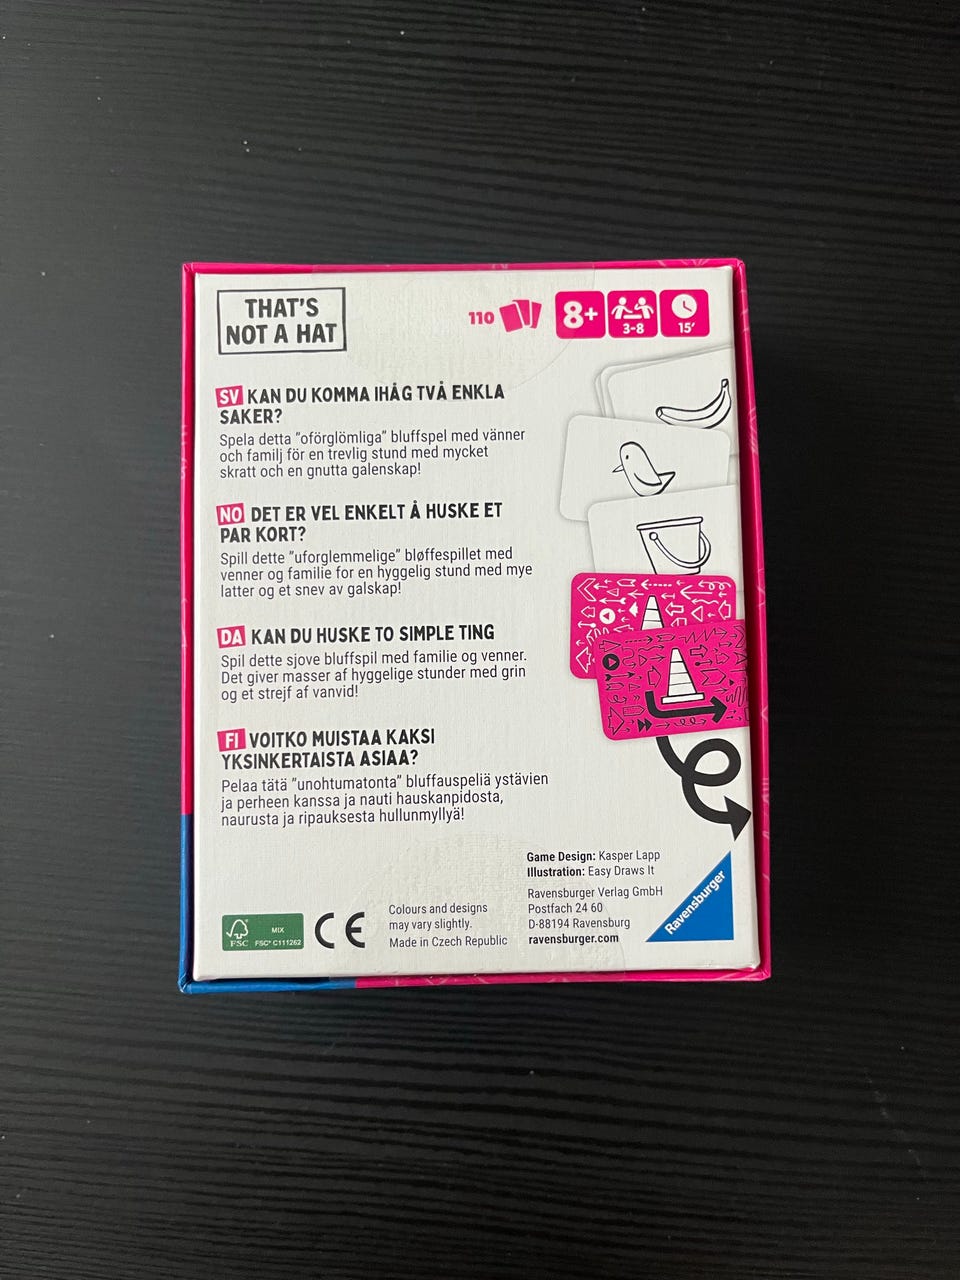 THAT'S
NOT A HAT
110
8+
3-8
15'
SV KAN DU KOMMA IHÅG TVÅ ENKLA
SAKER?
Spela detta "oförglömliga" bluffspel med vänner
och familj för en trevlig stund med mycket
skratt och en gnutta galenskap!
NO DET ER VEL ENKELT Å HUSKE ET
PAR KORT?
Spill dette "uforglemmelige" bløffespillet med
venner og familie for en hyggelig stund med mye
latter og et snev av galskap!
DA KAN DU HUSKE TO SIMPLE TING
Spil dette sjove bluffspil med familie og venner.
Det giver masser af hyggelige stunder med grin
og et strejf af vanvid!
FI VOITKO MUISTAA KAKSI
YKSINKERTAISTA ASIAA?
Pelaa tätä "unohtumatonta" bluffauspeliä ystävien
ja perheen kanssa ja nauti hauskanpidosta,
naurusta ja ripauksesta hullunmyllyä!
Game Design: Kasper Lapp
Illustration: Easy Draws It
Ravensburger Verlag GmbH
Postfach 24 60
D-88194 Ravensburg
ravensburger.com
Ravensburger
FSC
MIX
FSC® C111262
CE
Colours and designs
may vary slightly.
Made in Czech Republic